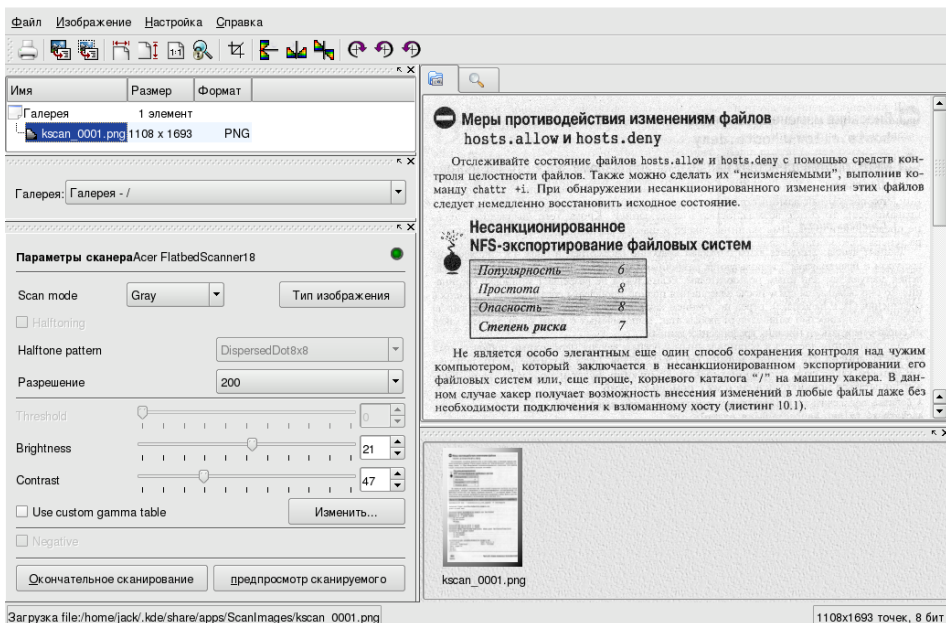 Файл Изображение Настройка Справка
Имя Размер Формат
Галерея 1 элемент
kscan_0001.png 1108 x 1693 PNG
Галерея: Галерея - /
Параметры сканераAcer FlatbedScanner18
Scan mode Gray Тип изображения
Halftoning
Halftone pattern DispersedDot8x8
Разрешение 200
Threshold 0
Brightness 21
Contrast 47
Use custom gamma table Изменить...
Negative
Окончательное сканирование предпросмотр сканируемого
Меры противодействия изменениям файлов
hosts.allow и hosts.deny
Отслеживайте состояние файлов hosts.allow и hosts.deny с помощью средств кон-
троля целостности файлов. Также можно сделать их “неизменяемыми”, выполнив ко-
манду chattr +i. При обнаружении несанкционированного изменения этих файлов
следует немедленно восстановить исходное состояние.
Несанкционированное
NFS-экспортирование файловых систем
Популярность 6
Простота 8
Опасность 8
Степень риска 7
Не является особо элегантным еще один способ сохранения контроля над чужим
компьютером, который заключается в несанкционированном экспортировании его
файловых систем или, еще проще, корневого каталога “/” на машину хакера. В дан-
ном случае хакер получает возможность внесения изменений в любые файлы даже без
необходимости подключения к взломанному хосту (листинг 10.1).
kscan_0001.png
Загрузка file:/home/jack/.kde/share/apps/ScanImages/kscan_0001.png 1108x1693 точек, 8 бит